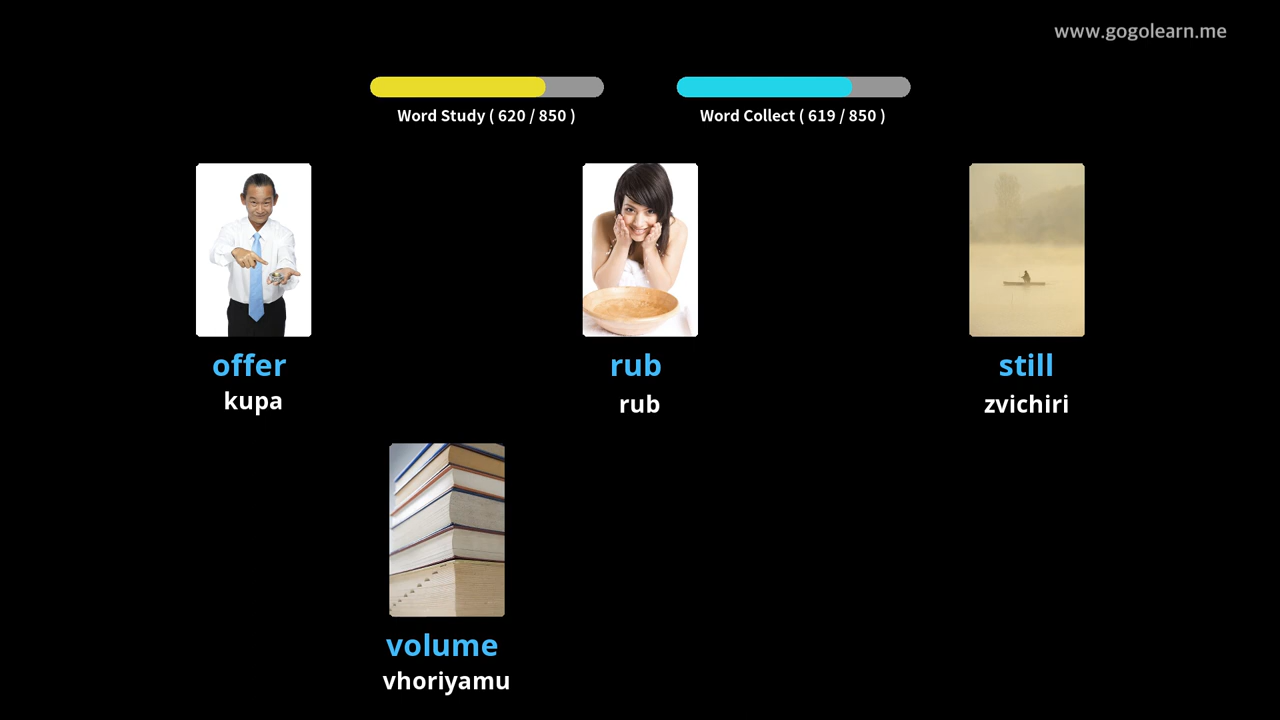 www.gogolearn.me
Word Study ( 620 / 850 )
Word Collect ( 619 / 850 )
offer
kupa
rub
rub
still
zvichiri
volume
vhoriyamu